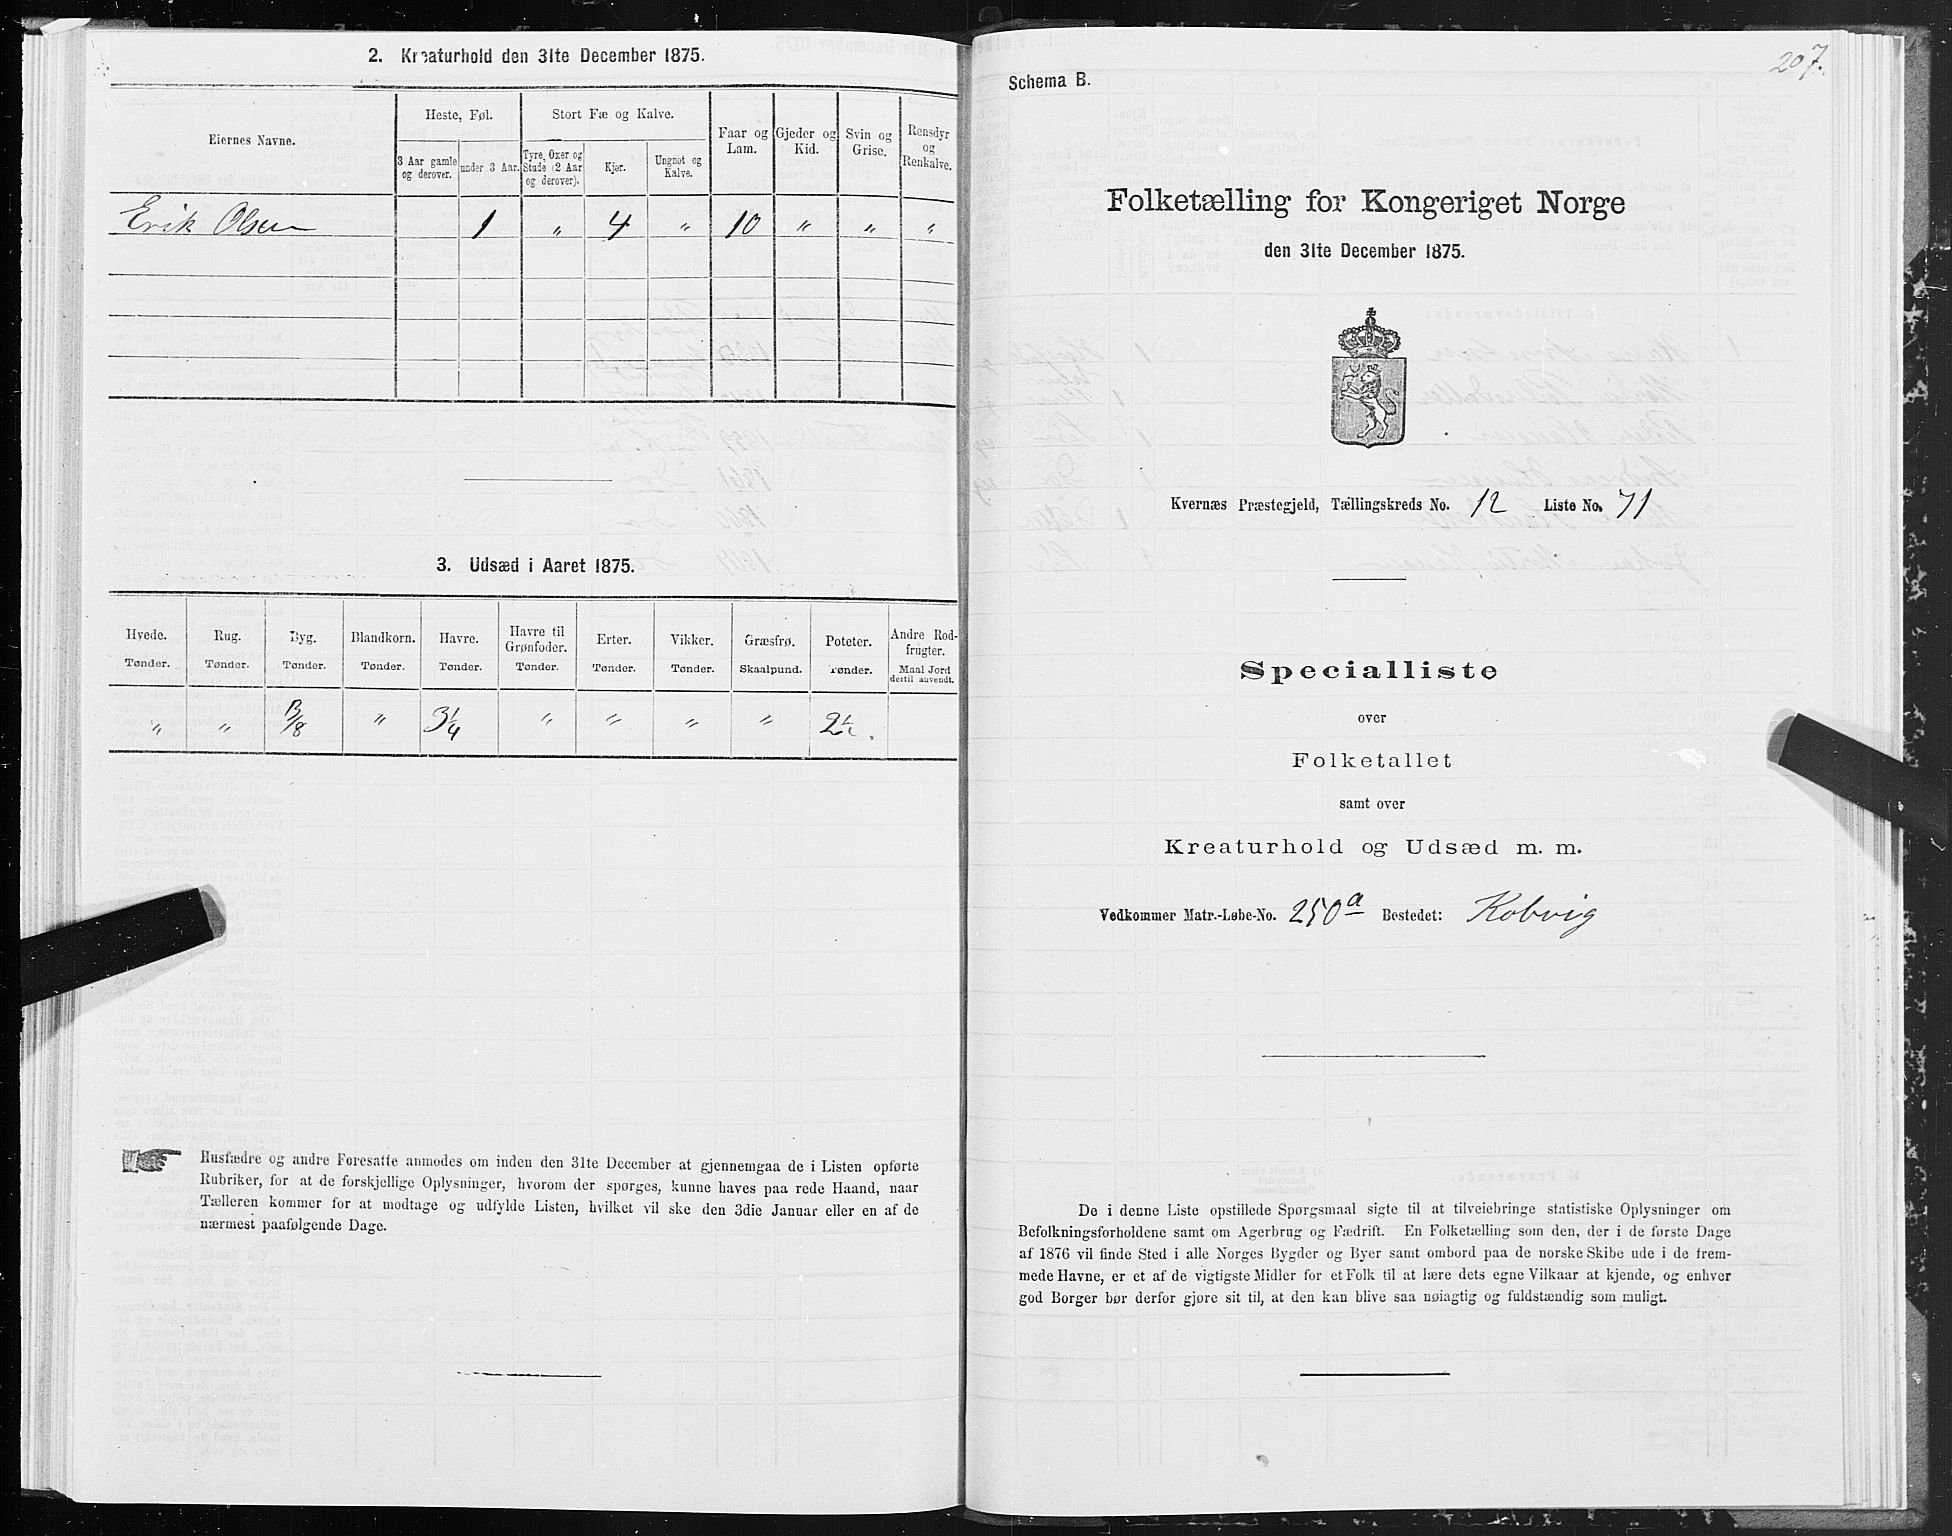 2. Kreaturhold den 31te December 1875.
Eiernes Navne.
Heste, Føl.
Stort Fæ og Kalve.
Faar og Lam.
Gjeder og Kid.
Svin og Grise.
Rensdyr og Renkalve.
3 Aar gamle og derover.
under 3 Aar.
Tyre, Oxer og Stude (2 Aar og derover).
Kjør.
Ungnøt og Kalve.
Erik Olsen 1 " 4 " 10 " " "
3. Udsæd i Aaret 1875.
Hvede. Rug. Byg. Blandkorn. Havre. Havre til Grønfoder. Erter. Vikker. Græsfrø. Poteter. Andre Rodfrugter.
Tønder. Tønder. Tønder. Tønder. Tønder. Tønder. Tønder. Tønder. Skaalpund. Tønder. Maal Jord dertil anvendt.
" " " 3 1/4 " " " "
Husfædre og andre Foresatte anmodes om inden den 31te December at gjennemgaa de i Listen opførte
Rubriker, for at de forskjellige Oplysninger, hvorom der spørges, kunne haves paa rede Haand, naar
Tælleren kommer for at modtage og udfylde Listen, hvilket vil ske den 3die Januar eller en af de
nærmest paafølgende Dage.
207.
Schema B.
Folketælling for Kongeriget Norge
den 31te December 1875.
Kvernæs Præstegjeld, Tællingskreds No. 12 Liste No. 71
Specialliste
over
Folketallet
samt over
Kreaturhold og Udsæd m. m.
Vedkommer Matr.-Løbe-No. 250a Bostedet: Kobvig
De i denne Liste opstillede Spørgsmaal sigte til at tilveiebringe statistiske Oplysninger om
Befolkningsforholdene samt om Agerbrug og Fædrift. En Folketælling som den, der i de første Dage
af 1876 vil finde Sted i alle Norges Bygder og Byer samt ombord paa de norske Skibe ude i de frem-
mede Havne, er et af de vigtigste Midler for et Folk til at lære dets egne Vilkaar at kjende, og enhver
god Borger bør derfor gjøre sit til, at den kan blive saa nøiagtig og fuldstændig som muligt.